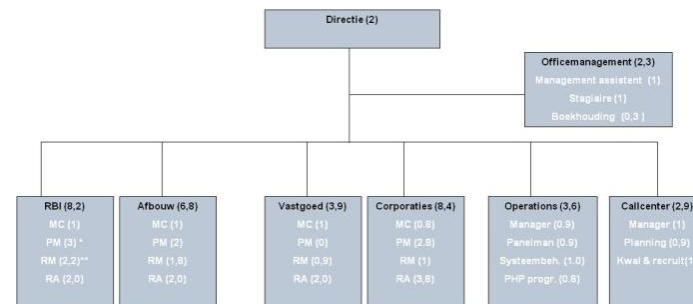 Directie (2)
Officemanagement (2,3)
Management assistent (1)
Stagiaire (1)
Boekhouding (0,3 )
RBI (8,2)
MC (1)
PM (3) *
RM (2,2)**
RA (2,0)
Afbouw (6,8)
MC (1)
PM (2)
RM (1,8)
RA (2,0)
Vastgoed (3,9)
MC (1)
PM (0)
RM (0,9)
RA (2,0)
Corporaties (8,4)
MC (0.8)
PM (2.8)
RM (1)
RA (3,8)
Operations (3,6)
Manager (0.9)
Panelman (0.9)
Systeembeh. (1.0)
PHP progr. (0.8)
Callcenter (2,9)
Manager (1)
Planning (0,9)
Kwal & recruit(1